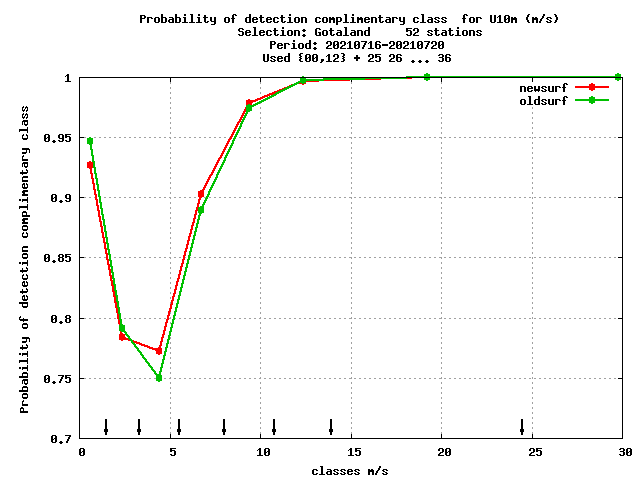 Probability of detection complimentary class  for U10m (m/s)
Selection: Gotaland     52 stations
Period: 20210716-20210720
Used {00,12} + 25 26 ... 36
newsurf
oldsurf
Probability of detection complimentary class
1
0.95
0.9
0.85
0.8
0.75
0.7
0 5 10 15 20 25 30
classes m/s